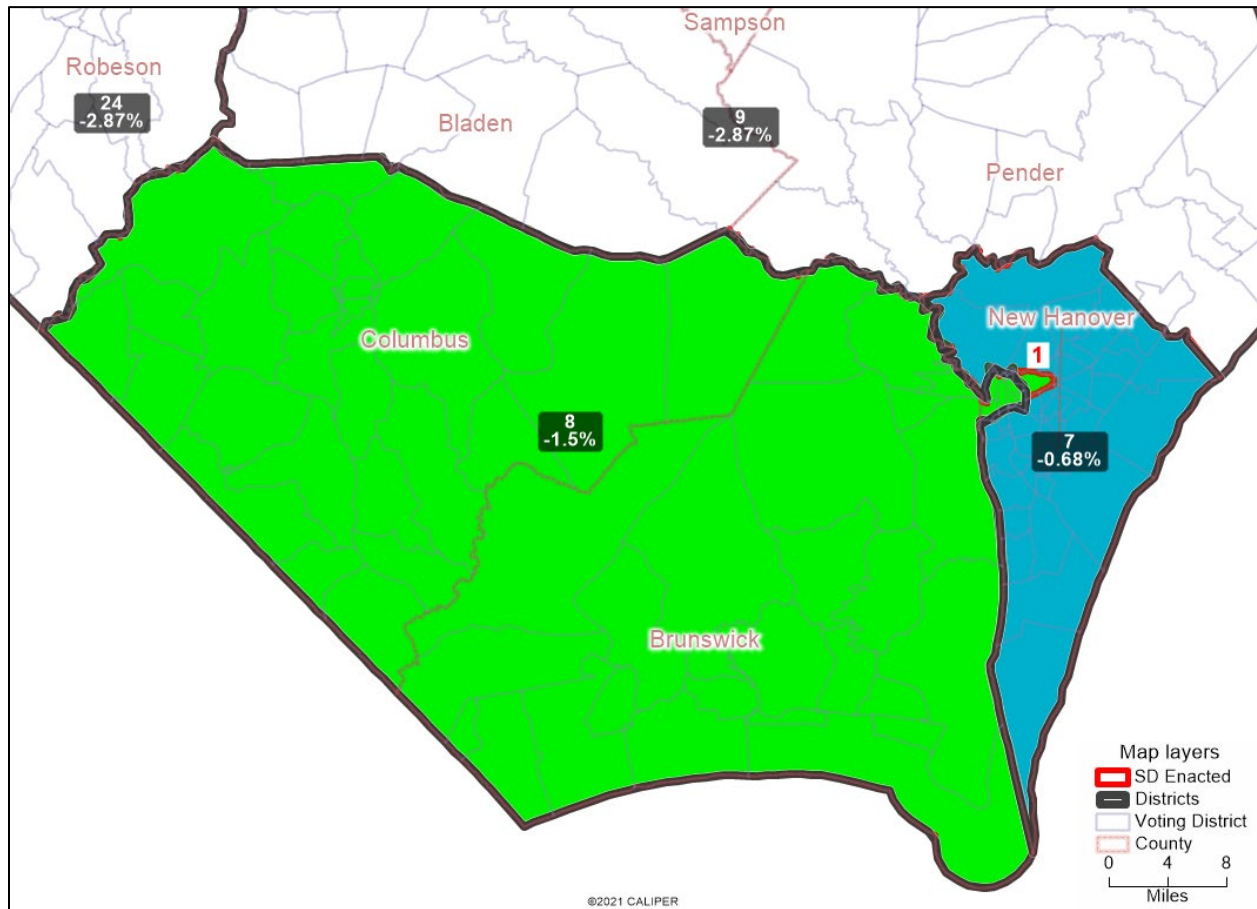 Sampson
Robeson
24
-2.87%
Bladen
9
-2.87%
Pender
New Hanover
1
Columbus
8
-1.5%
7
-0.68%
Brunswick
Map layers
SD Enacted
Districts
Voting District
County
0 4 8
Miles
©2021 CALIPER